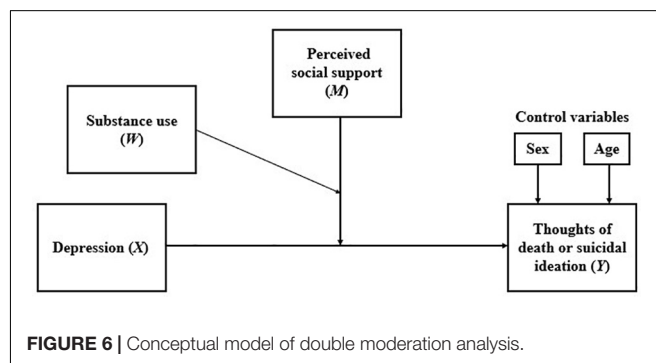 Perceived
social support
(M)
Substance use
(W)
Control variables
Sex
Age
Depression (X)
Thoughts of
death or suicidal
ideation (Y)
FIGURE 6 | Conceptual model of double moderation analysis.